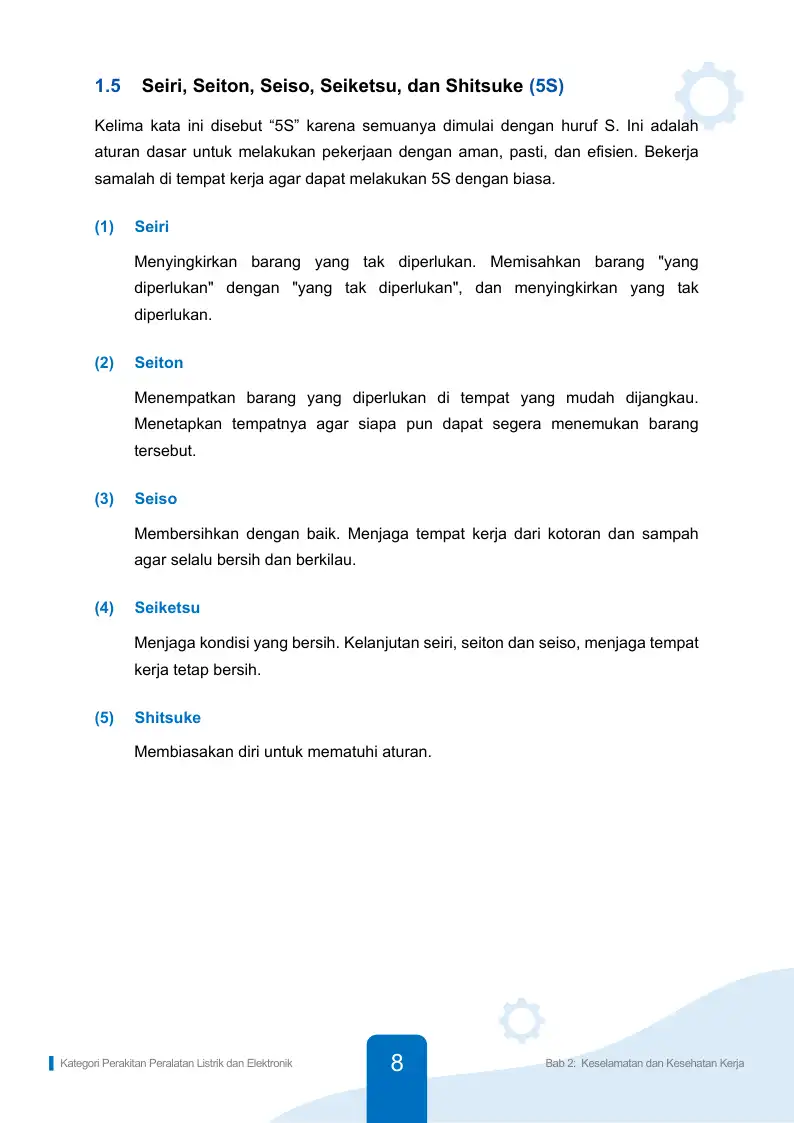 1.5 Seiri, Seiton, Seiso, Seiketsu, dan Shitsuke (5S)
Kelima kata ini disebut “5S” karena semuanya dimulai dengan huruf S. Ini adalah
aturan dasar untuk melakukan pekerjaan dengan aman, pasti, dan efisien. Bekerja
samalah di tempat kerja agar dapat melakukan 5S dengan biasa.
(1) Seiri
Menyingkirkan barang yang tak diperlukan. Memisahkan barang "yang
diperlukan" dengan "yang tak diperlukan", dan menyingkirkan yang tak
diperlukan.
(2) Seiton
Menempatkan barang yang diperlukan di tempat yang mudah dijangkau.
Menetapkan tempatnya agar siapa pun dapat segera menemukan barang
tersebut.
(3) Seiso
Membersihkan dengan baik. Menjaga tempat kerja dari kotoran dan sampah
agar selalu bersih dan berkilau.
(4) Seiketsu
Menjaga kondisi yang bersih. Kelanjutan seiri, seiton dan seiso, menjaga tempat
kerja tetap bersih.
(5) Shitsuke
Membiasakan diri untuk mematuhi aturan.
Kategori Perakitan Peralatan Listrik dan Elektronik
8
Bab 2: Keselamatan dan Kesehatan Kerja